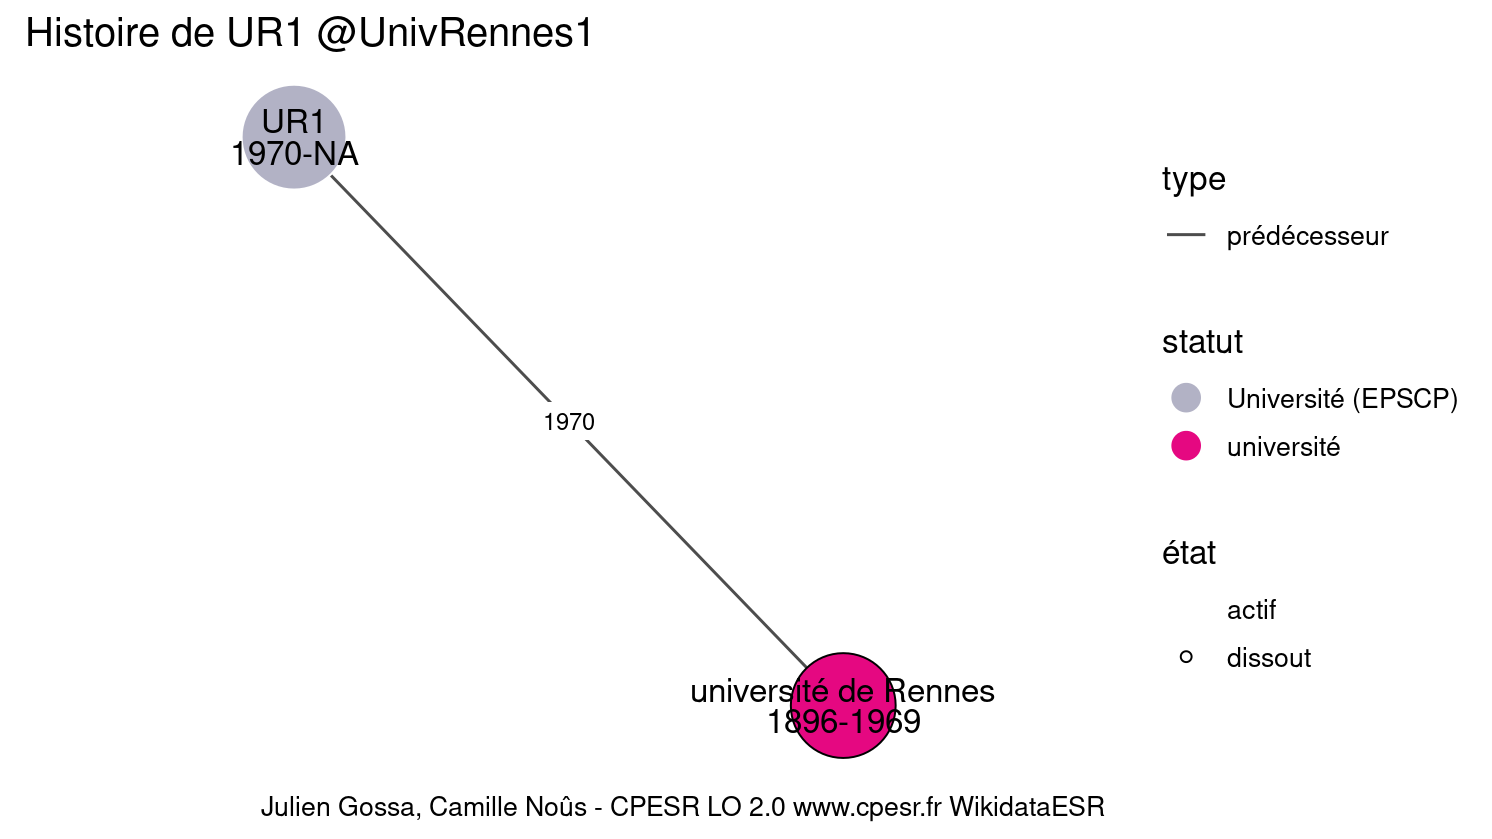 Histoire de UR1 @UnivRennes1
UR1
1970-NA
1970
université de Rennes
1896-1969
type
prédécesseur
statut
Université (EPSCP)
université
état
actif
dissout
Julien Gossa, Camille Noûs - CPESR LO 2.0 www.cpesr.fr WikidataESR